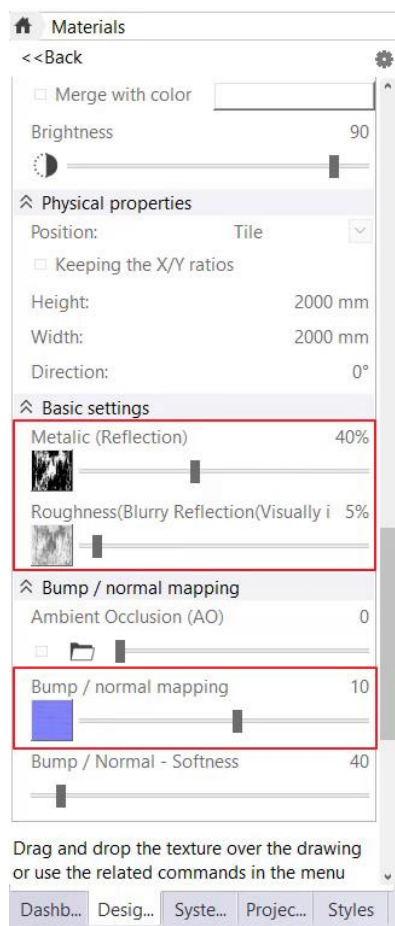 Materials
<<Back
Merge with color
Brightness 90
Physical properties
Position: Tile
Keeping the X/Y ratios
Height: 2000 mm
Width: 2000 mm
Direction: 0°
Basic settings
Metalic (Reflection) 40%
Roughness(Blurry Reflection(Visually i 5%
Bump / normal mapping
Ambient Occlusion (AO) 0
Bump / normal mapping 10
Bump / Normal - Softness 40
Drag and drop the texture over the drawing
or use the related commands in the menu
Dashb... Desig... Syste... Projec... Styles